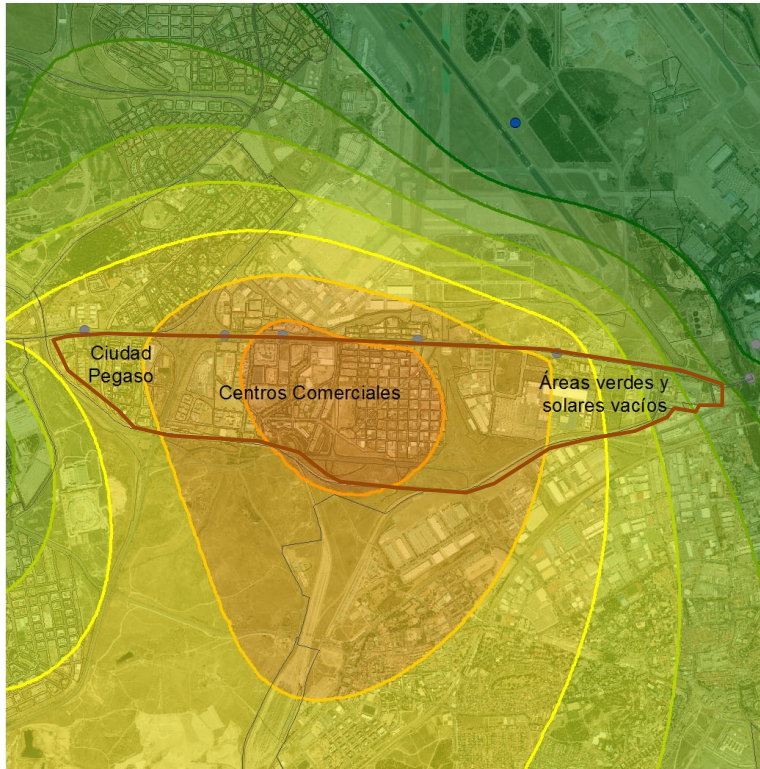 Ciudad
Pegaso
Centros Comerciales
Áreas verdes y
solares vacíos